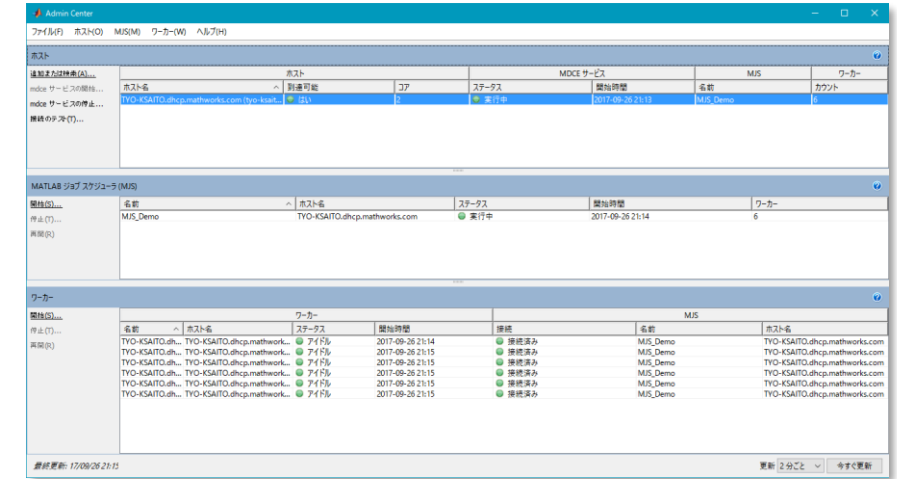 Admin Center
ファイル(F) ホスト(O) MJS(M) ワーカー(W) ヘルプ(H)
ホスト
追加または検索(A)...
mdce サービスの開始...
mdce サービスの停止...
接続のテスト(T)...
ホスト MDCE サービス MJS ワーカー
ホスト名 到達可能 コア ステータス 開始時間 名前 カウント
TYO-KSAITO.dhcp.mathworks.com (tyo-ksait... はい 2 実行中 2017-09-26 21:13 MJS_Demo 6
MATLAB ジョブ スケジューラ (MJS)
開始(S)...
停止(T)...
再開(R)
名前 ホスト名 ステータス 開始時間 ワーカー
MJS_Demo TYO-KSAITO.dhcp.mathworks.com 実行中 2017-09-26 21:14 6
ワーカー
開始(S)...
停止(T)...
再開(R)
ワーカー MJS
名前 ホスト名 ステータス 開始時間 接続 名前 ホスト名
TYO-KSAITO.dh... TYO-KSAITO.dhcp.mathwork... アイドル 2017-09-26 21:14 接続済み MJS_Demo TYO-KSAITO.dhcp.mathworks.com
TYO-KSAITO.dh... TYO-KSAITO.dhcp.mathwork... アイドル 2017-09-26 21:15 接続済み MJS_Demo TYO-KSAITO.dhcp.mathworks.com
TYO-KSAITO.dh... TYO-KSAITO.dhcp.mathwork... アイドル 2017-09-26 21:15 接続済み MJS_Demo TYO-KSAITO.dhcp.mathworks.com
TYO-KSAITO.dh... TYO-KSAITO.dhcp.mathwork... アイドル 2017-09-26 21:15 接続済み MJS_Demo TYO-KSAITO.dhcp.mathworks.com
TYO-KSAITO.dh... TYO-KSAITO.dhcp.mathwork... アイドル 2017-09-26 21:15 接続済み MJS_Demo TYO-KSAITO.dhcp.mathworks.com
TYO-KSAITO.dh... TYO-KSAITO.dhcp.mathwork... アイドル 2017-09-26 21:15 接続済み MJS_Demo TYO-KSAITO.dhcp.mathworks.com
最終更新: 17/09/26 21:15 更新 2 分ごと 今すぐ更新